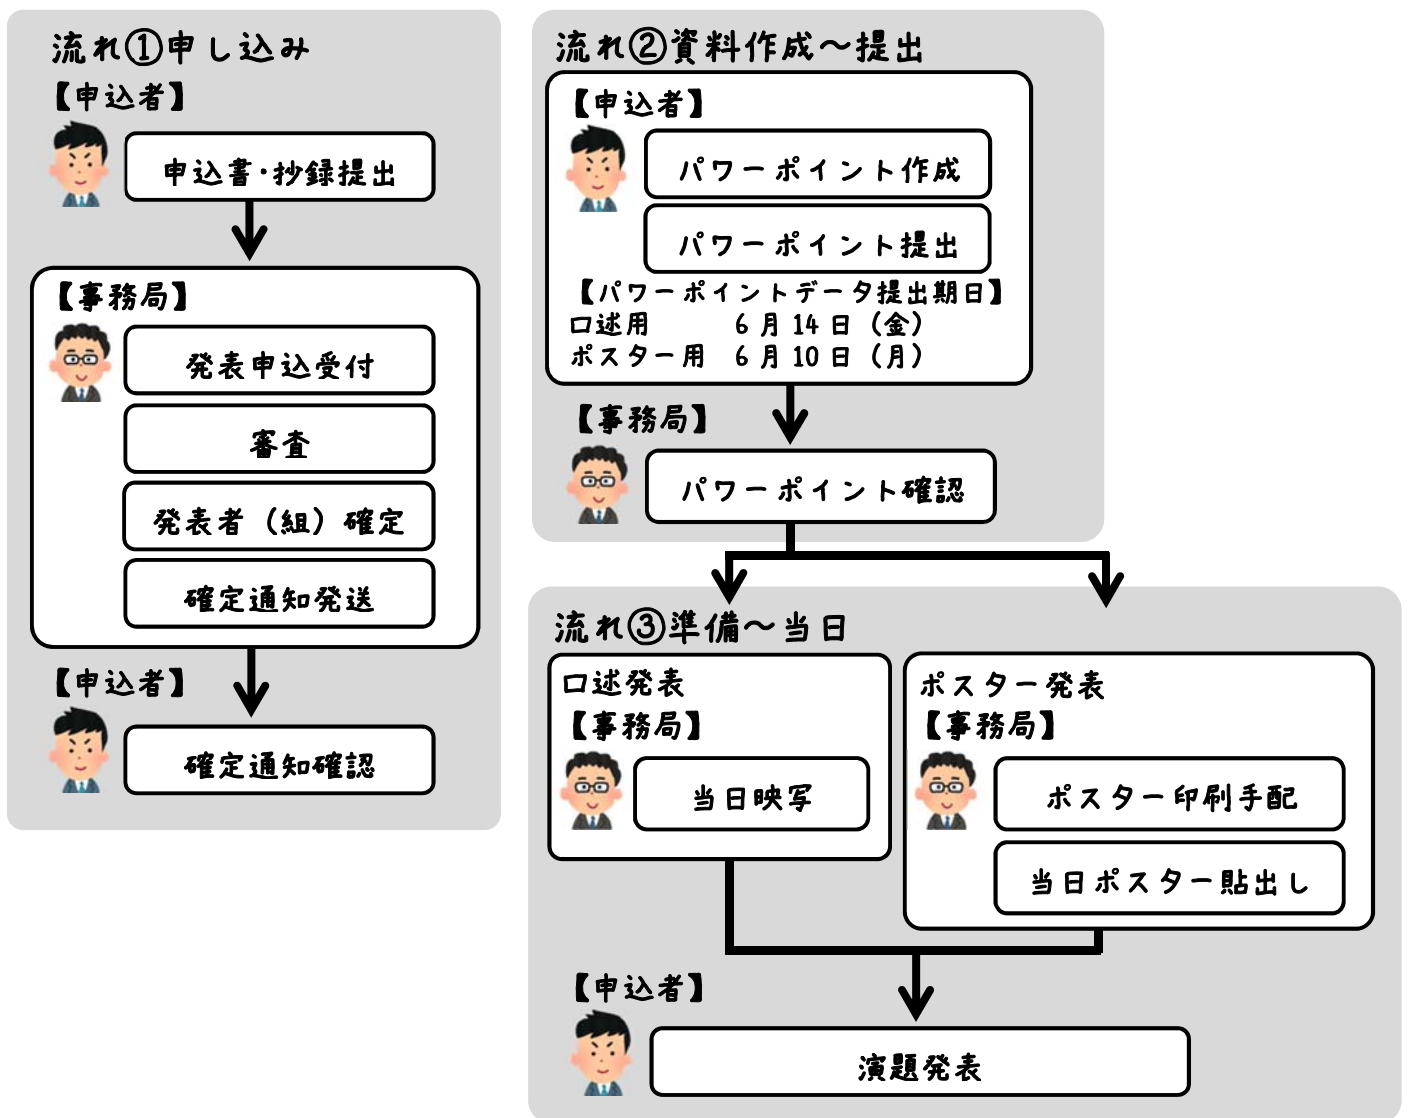 流れ①申し込み
【申込者】
申込書・抄録提出
【事務局】
発表申込受付
審査
発表者（組）確定
確定通知発送
【申込者】
確定通知確認
流れ②資料作成～提出
【申込者】
パワーポイント作成
パワーポイント提出
【パワーポイントデータ提出期日】
口述用 6月14日（金）
ポスター用 6月10日（月）
【事務局】
パワーポイント確認
流れ③準備～当日
口述発表
【事務局】
当日映写
ポスター発表
【事務局】
ポスター印刷手配
当日ポスター貼出し
【申込者】
演題発表